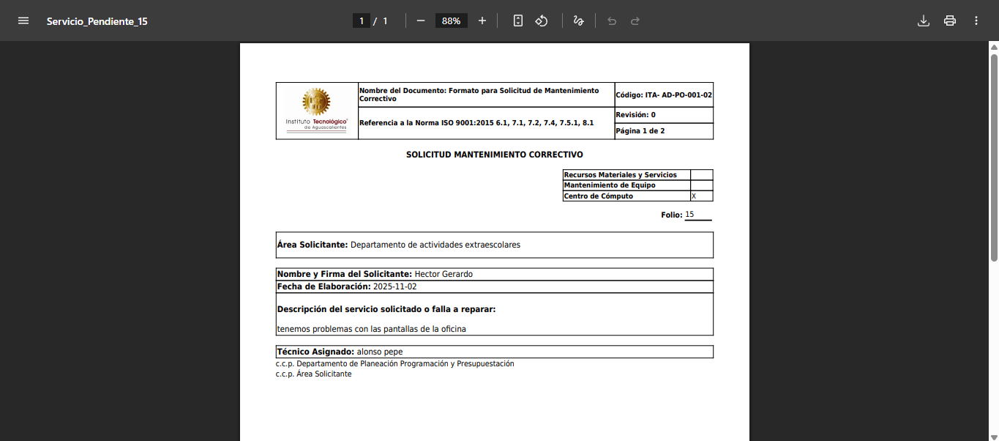 Servicio_Pendiente_15
1 / 1
88%
Instituto Tecnológico®
de Aguascalientes
Nombre del Documento: Formato para Solicitud de Mantenimiento
Correctivo
Código: ITA- AD-PO-001-02
Referencia a la Norma ISO 9001:2015 6.1, 7.1, 7.2, 7.4, 7.5.1, 8.1
Revisión: 0
Página 1 de 2
SOLICITUD MANTENIMIENTO CORRECTIVO
Recursos Materiales y Servicios
Mantenimiento de Equipo
Centro de Cómputo X
Folio: 15
Área Solicitante: Departamento de actividades extraescolares
Nombre y Firma del Solicitante: Hector Gerardo
Fecha de Elaboración: 2025-11-02
Descripción del servicio solicitado o falla a reparar:
tenemos problemas con las pantallas de la oficina
Técnico Asignado: alonso pepe
c.c.p. Departamento de Planeación Programación y Presupuestación
c.c.p. Área Solicitante